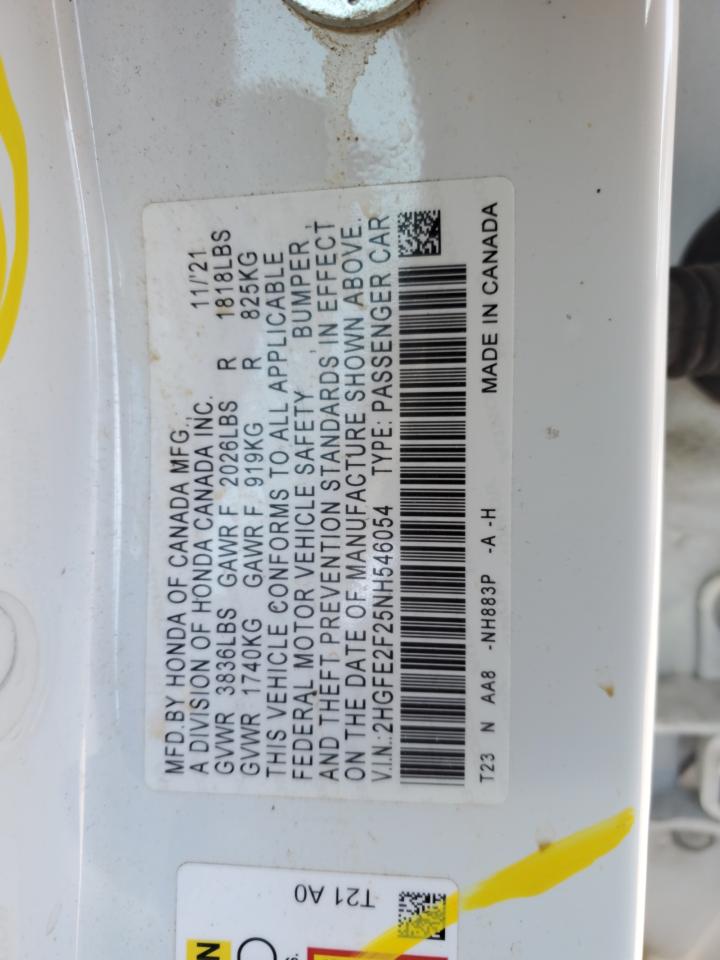 MFD.BY HONDA OF CANADA MFG., 11/'21
A DIVISION OF HONDA CANADA INC.
GVWR 3836LBS GAWR F 2026LBS R 1818LBS
GVWR 1740KG GAWR F 919KG R 825KG
THIS VEHICLE CONFORMS TO ALL APPLICABLE
FEDERAL MOTOR VEHICLE SAFETY , BUMPER ,
AND THEFT PREVENTION STANDARDS IN EFFECT
ON THE DATE OF MANUFACTURE SHOWN ABOVE.
V.I.N.:2HGFE2F25NH546054 TYPE: PASSENGER CAR
T23 N AA8 -NH883P -A -H MADE IN CANADA
T21 A0